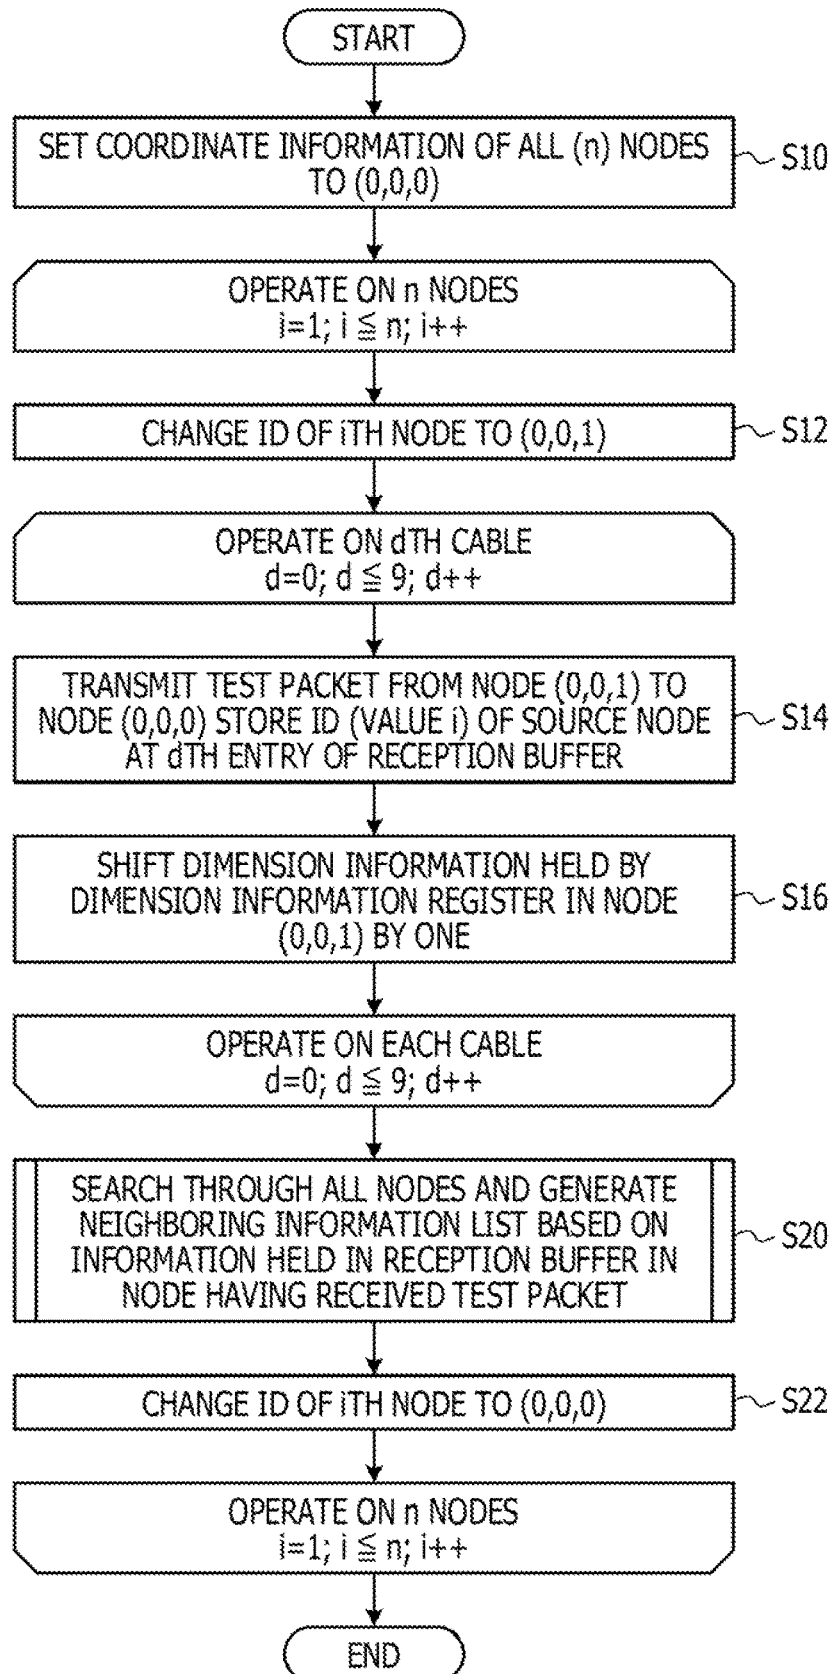 START
SET COORDINATE INFORMATION OF ALL (n) NODES
TO (0,0,0)
S10
OPERATE ON n NODES
i=1; i ≦ n; i++
CHANGE ID OF iTH NODE TO (0,0,1)
S12
OPERATE ON dTH CABLE
d=0; d ≦ 9; d++
TRANSMIT TEST PACKET FROM NODE (0,0,1) TO
NODE (0,0,0) STORE ID (VALUE i) OF SOURCE NODE
AT dTH ENTRY OF RECEPTION BUFFER
S14
SHIFT DIMENSION INFORMATION HELD BY
DIMENSION INFORMATION REGISTER IN NODE
(0,0,1) BY ONE
S16
OPERATE ON EACH CABLE
d=0; d ≦ 9; d++
SEARCH THROUGH ALL NODES AND GENERATE
NEIGHBORING INFORMATION LIST BASED ON
INFORMATION HELD IN RECEPTION BUFFER IN
NODE HAVING RECEIVED TEST PACKET
S20
CHANGE ID OF iTH NODE TO (0,0,0)
S22
OPERATE ON n NODES
i=1; i ≦ n; i++
END